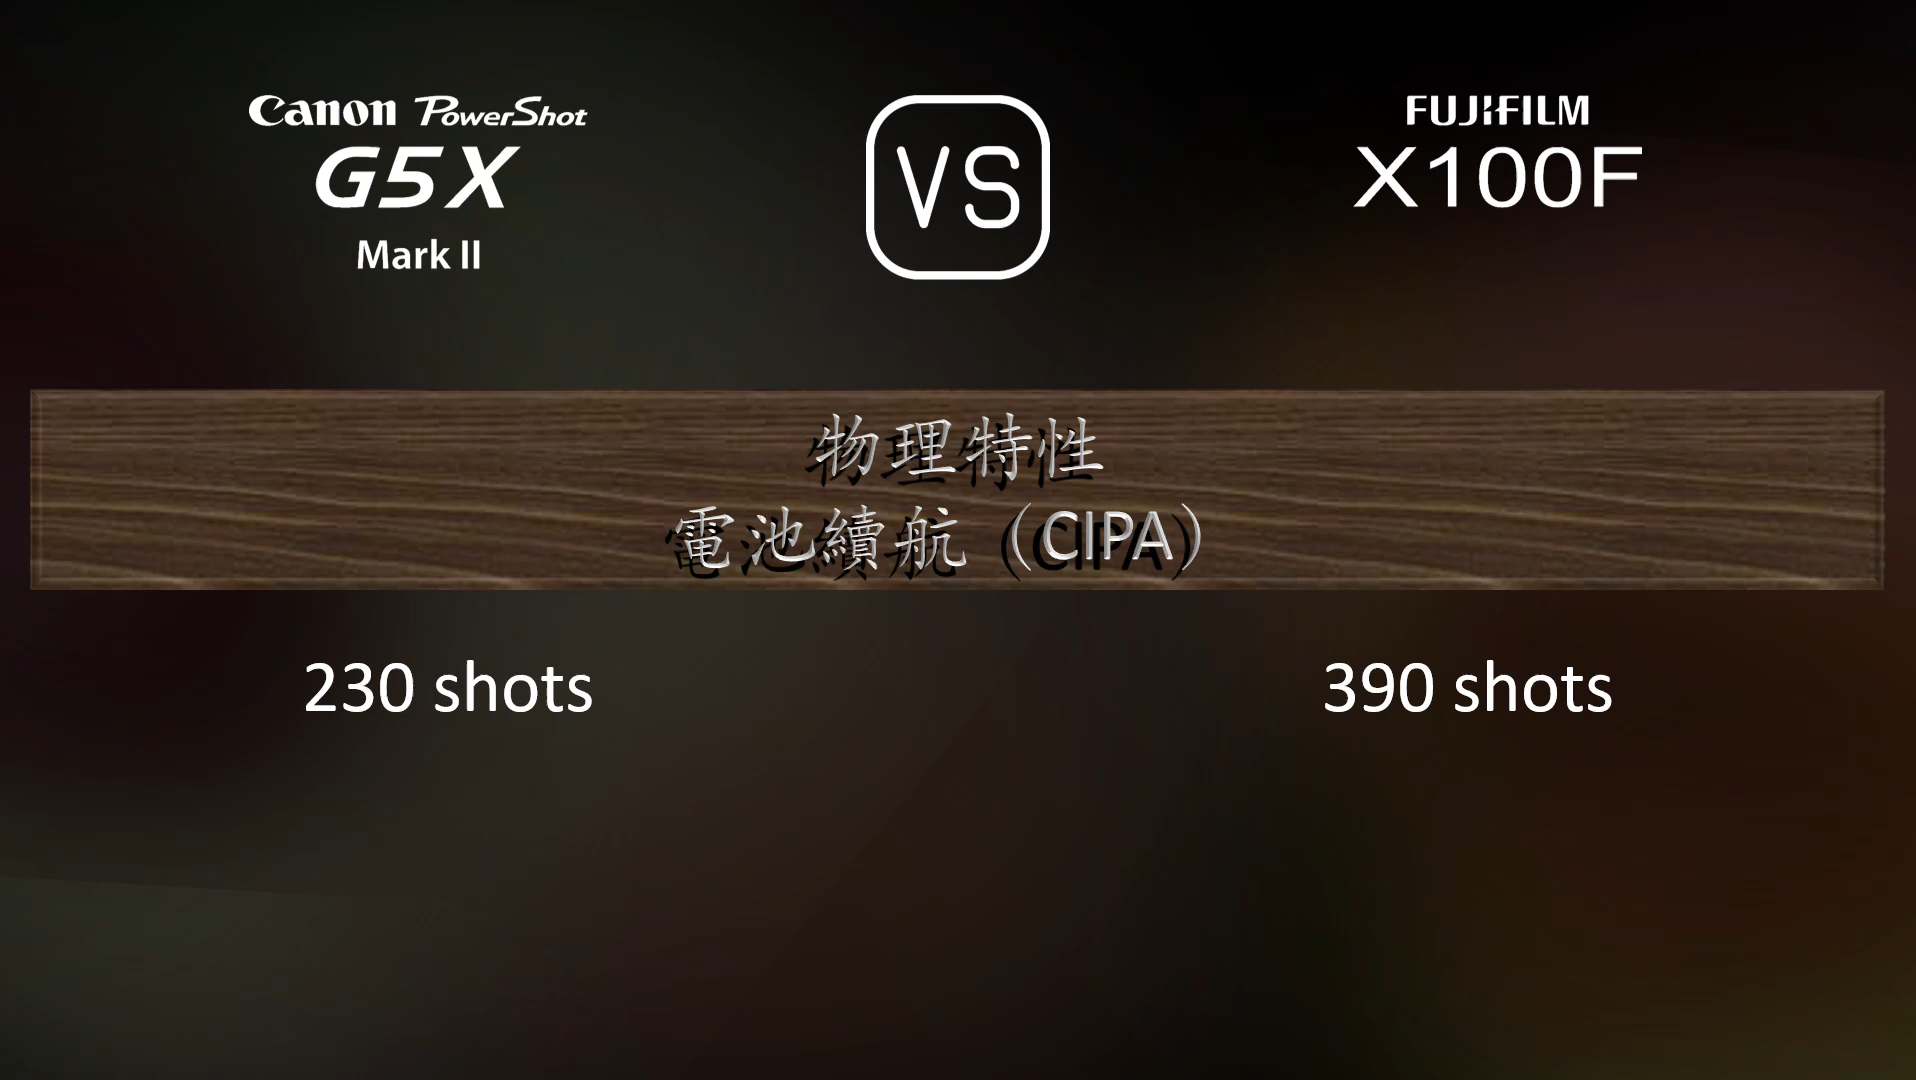 Canon PowerShot
G5X
Mark II
VS
FUJIFILM
X100F
物理特性
電池續航（CIPA）
230 shots
390 shots